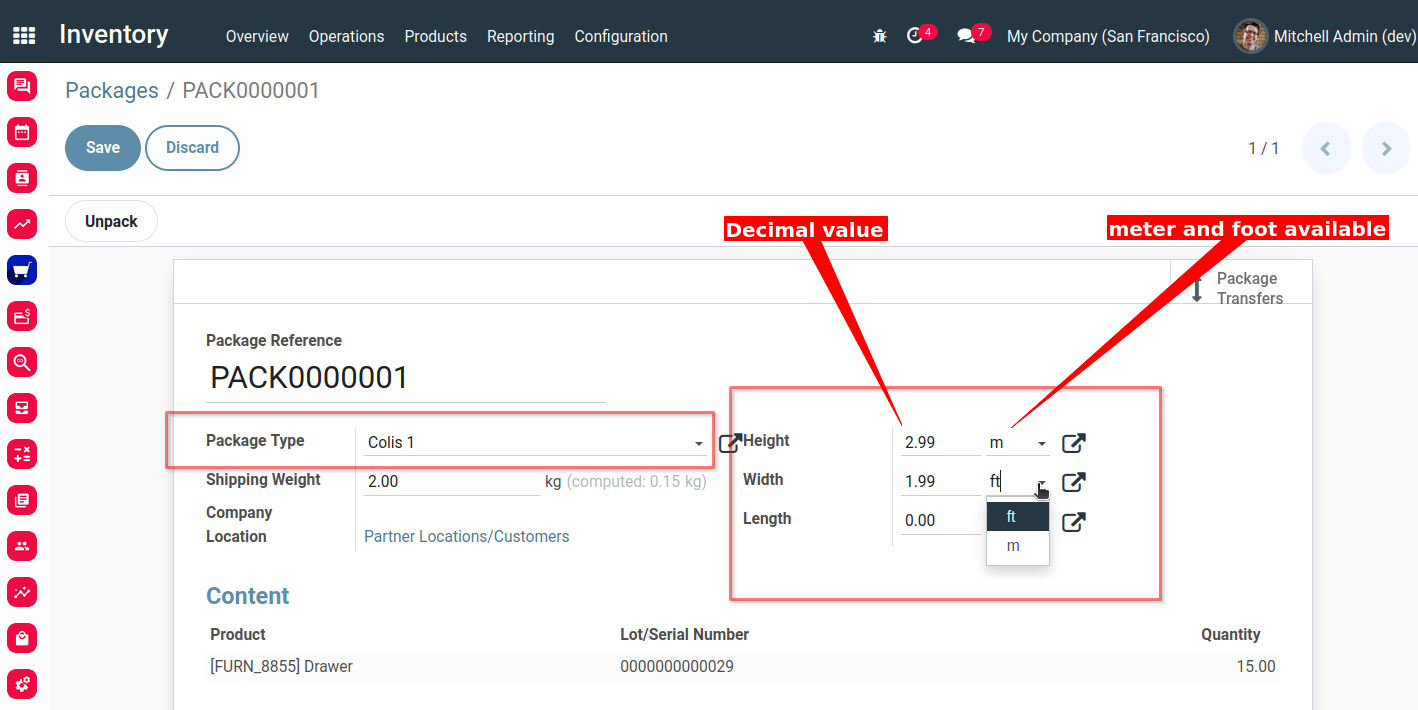 Inventory Overview Operations Products Reporting Configuration 4 7 My Company (San Francisco) Mitchell Admin (dev)
Packages / PACK0000001
Save Discard 1 / 1
Unpack
Decimal value meter and foot available
Package
Transfers
Package Reference
PACK0000001
Package Type Colis 1 Height 2.99 m
Shipping Weight 2.00 kg (computed: 0.15 kg) Width 1.99 ft
Company Length 0.00 ft
Location Partner Locations/Customers m
Content
Product Lot/Serial Number Quantity
[FURN_8855] Drawer 0000000000029 15.00